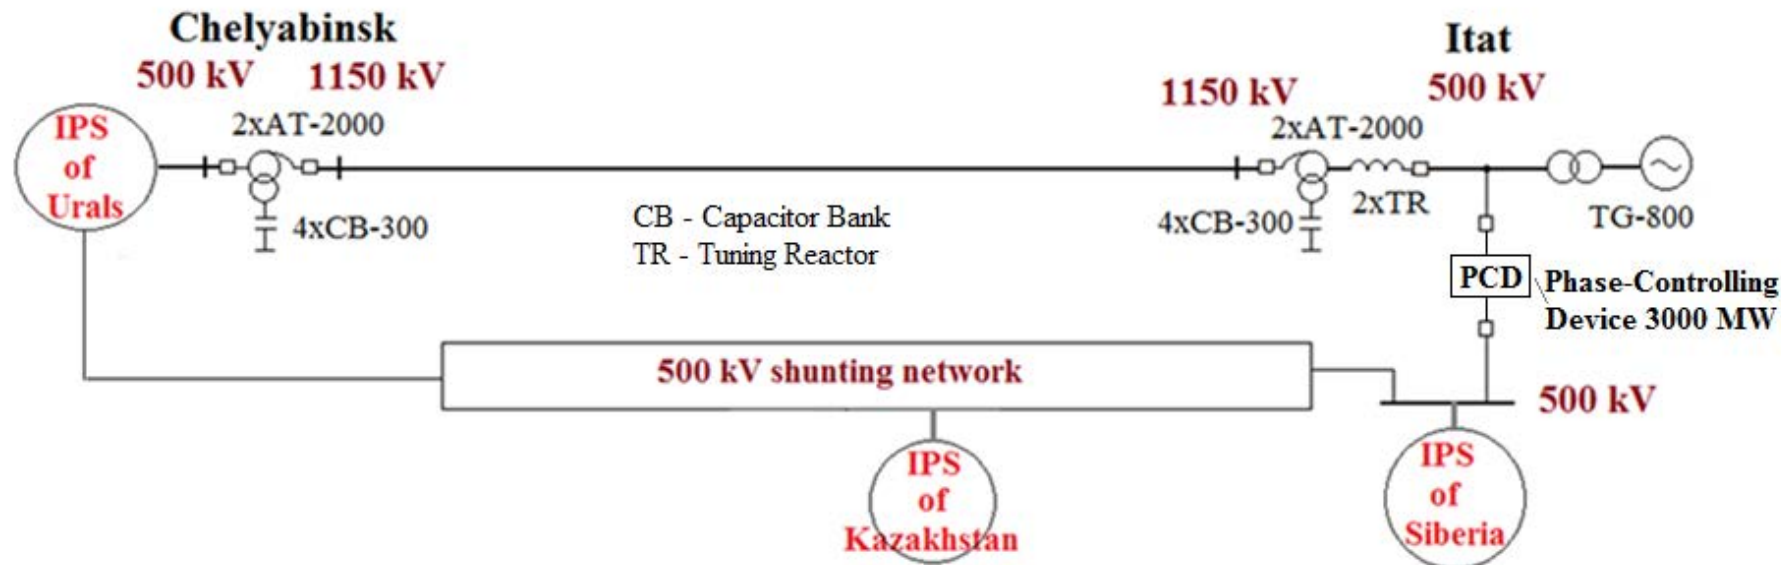 Chelyabinsk
500 kV 1150 kV
2xAT-2000
IPS
of
Urals
4xCB-300
CB - Capacitor Bank
TR - Tuning Reactor
Itat
1150 kV 500 kV
2xAT-2000
2xTR
4xCB-300
TG-800
PCD
Phase-Controlling
Device 3000 MW
500 kV shunting network
500 kV
IPS
of
Kazakhstan
IPS
of
Siberia